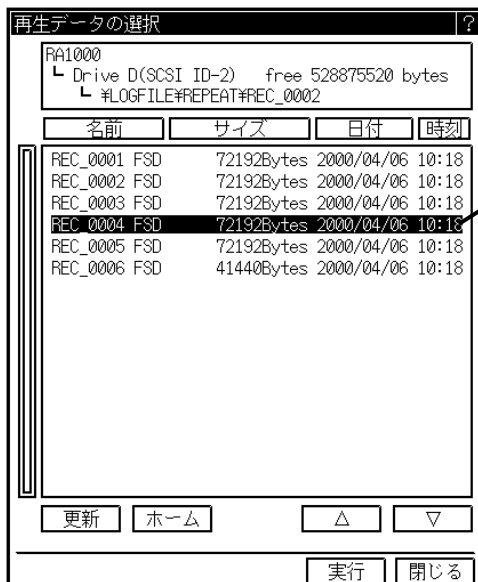 再生データの選択 ?
RA1000
┗ Drive D(SCSI ID-2) free 528875520 bytes
┗ ¥LOGFILE¥REPEAT¥REC_0002
名前 サイズ 日付 時刻
REC_0001 FSD 72192Bytes 2000/04/06 10:18
REC_0002 FSD 72192Bytes 2000/04/06 10:18
REC_0003 FSD 72192Bytes 2000/04/06 10:18
REC_0004 FSD 72192Bytes 2000/04/06 10:18
REC_0005 FSD 72192Bytes 2000/04/06 10:18
REC_0006 FSD 41440Bytes 2000/04/06 10:18
更新 ホーム △ ▽
実行 閉じる